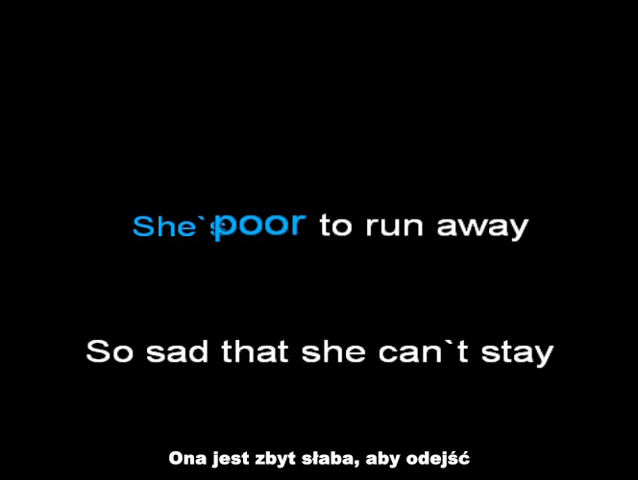 She`s poor to run away
So sad that she can`t stay
Ona jest zbyt słaba, aby odejść